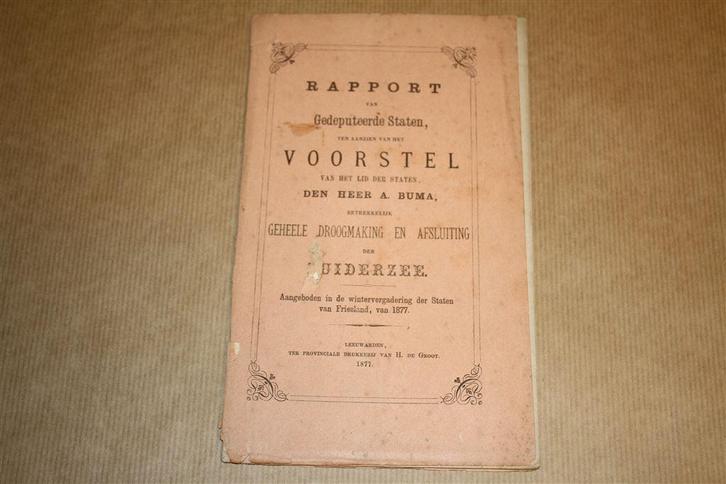 RAPPORT
VAN
Gedeputeerde Staten,
TEN AANZIEN VAN HET
VOORSTEL
VAN HET LID DER STATEN,
DEN HEER A. BUMA,
BETREKKELIJK
GEHEELE DROOGMAKING EN AFSLUITING
DER
UIDERZEE.
Aangeboden in de wintervergadering der Staten
van Friesland, van 1877.
LEEUWARDEN,
TER PROVINCIALE DRUKKERIJ VAN H. DE GROOT.
1877.